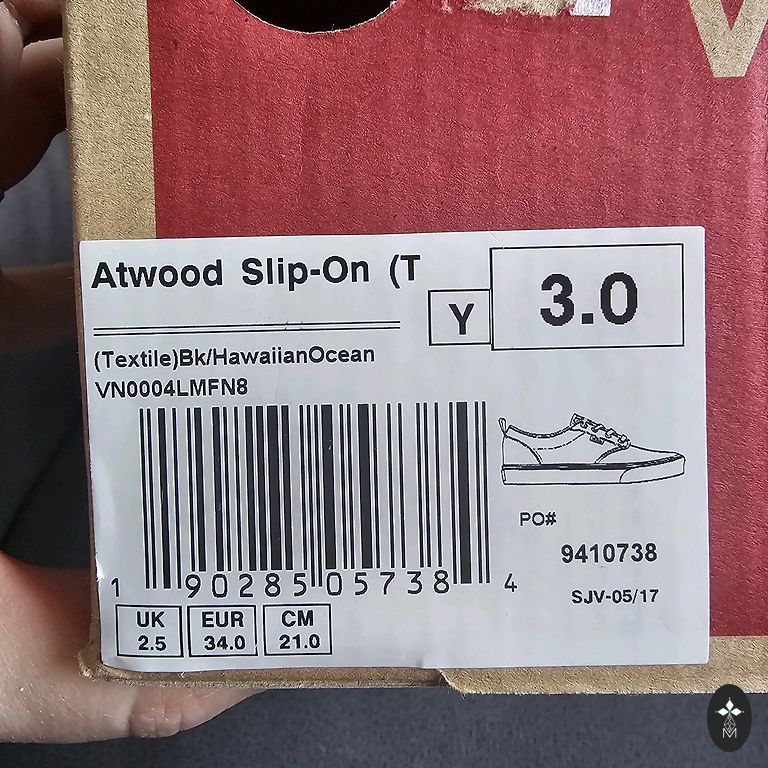 V
Atwood Slip-On (T
Y
3.0
(Textile)Bk/HawaiianOcean
VN0004LMFN8
PO#
9410738
SJV-05/17
1 90285 05738 4
UK
2.5
EUR
34.0
CM
21.0
M